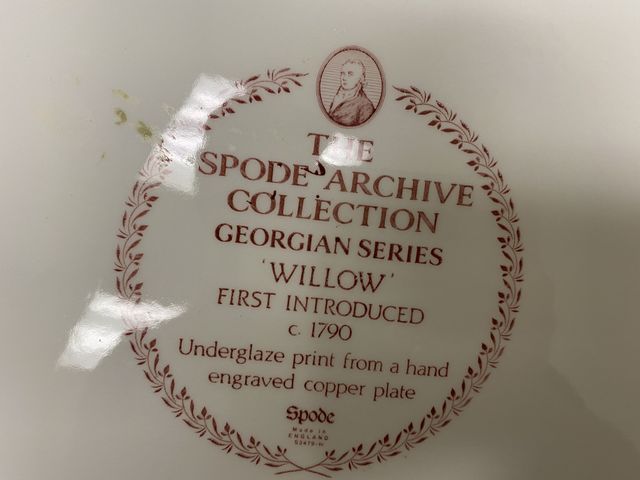 THE
SPODE ARCHIVE
COLLECTION
GEORGIAN SERIES
'WILLOW'
FIRST INTRODUCED
c. 1790
Underglaze print from a hand
engraved copper plate
Spode
Made in
ENGLAND